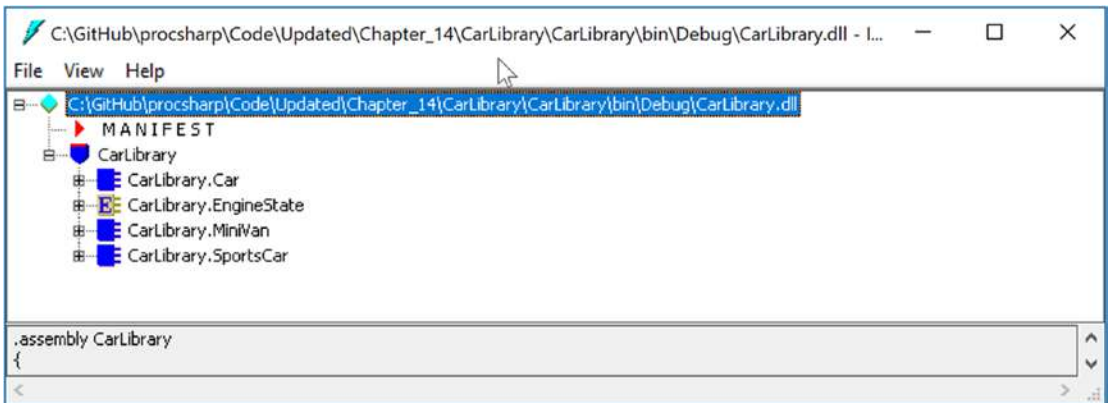 C:\GitHub\procsharp\Code\Updated\Chapter_14\CarLibrary\CarLibrary\bin\Debug\CarLibrary.dll - I...
File View Help
C:\GitHub\procsharp\Code\Updated\Chapter_14\CarLibrary\CarLibrary\bin\Debug\CarLibrary.dll
MANIFEST
CarLibrary
CarLibrary.Car
E CarLibrary.EngineState
CarLibrary.MiniVan
CarLibrary.SportsCar
.assembly CarLibrary
{